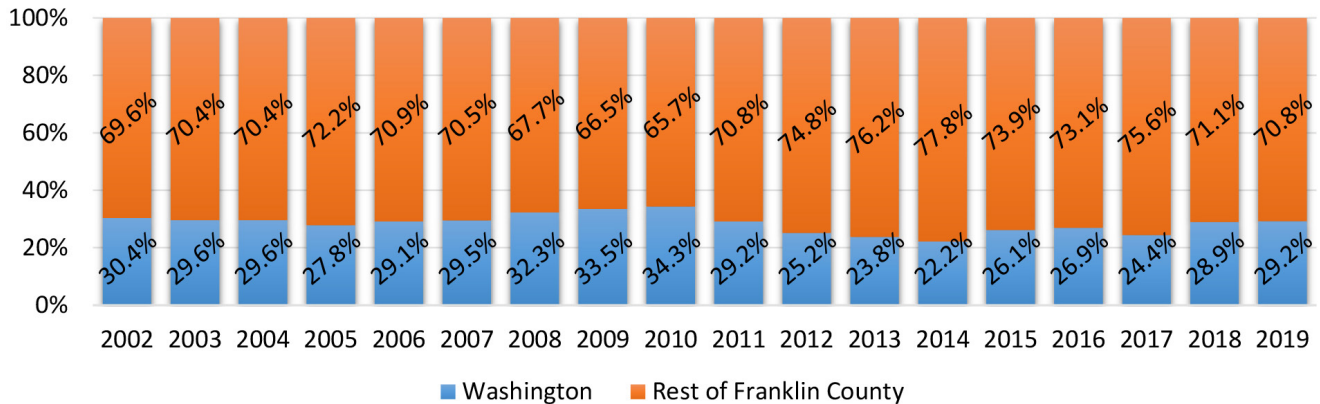 100%
80%
60%
40%
20%
0%
69.6% 70.4% 70.4% 72.2% 70.9% 70.5% 67.7% 66.5% 65.7% 70.8% 74.8% 76.2% 77.8% 73.9% 73.1% 75.6% 71.1% 70.8%
30.4% 29.6% 29.6% 27.8% 29.1% 29.5% 32.3% 33.5% 34.3% 29.2% 25.2% 23.8% 22.2% 26.1% 26.9% 24.4% 28.9% 29.2%
2002 2003 2004 2005 2006 2007 2008 2009 2010 2011 2012 2013 2014 2015 2016 2017 2018 2019
Washington Rest of Franklin County